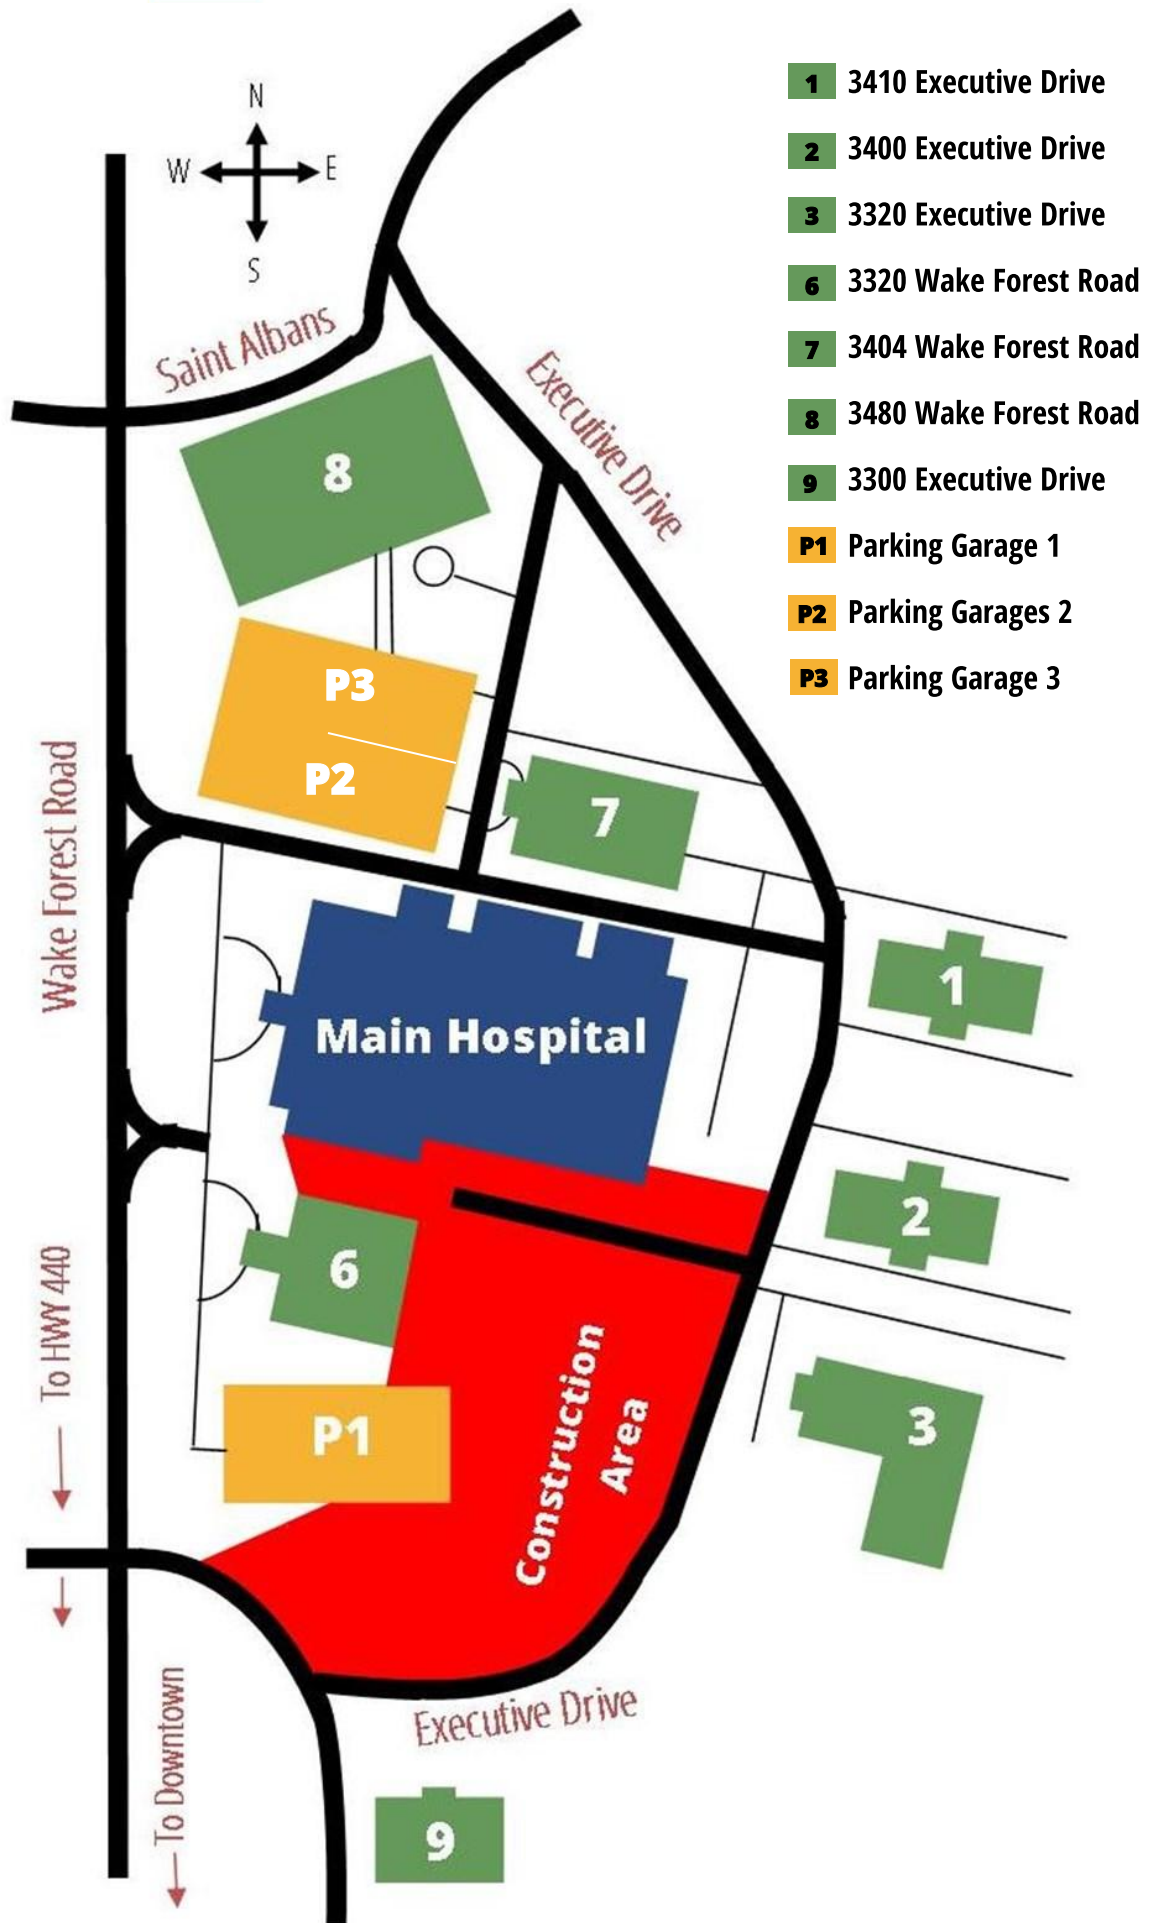 N
W E
S
1 3410 Executive Drive
2 3400 Executive Drive
3 3320 Executive Drive
6 3320 Wake Forest Road
7 3404 Wake Forest Road
8 3480 Wake Forest Road
9 3300 Executive Drive
P1 Parking Garage 1
P2 Parking Garages 2
P3 Parking Garage 3
Saint Albans
Executive Drive
8
P3
P2
7
Wake Forest Road
1
Main Hospital
2
6
To HWY 440
Construction
Area
3
P1
Executive Drive
To Downtown
9